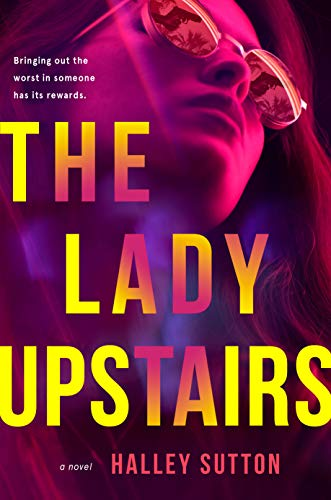 Bringing out the
worst in someone
has its rewards.
THE
LADY
UPSTAIRS
a novel HALLEY SUTTON